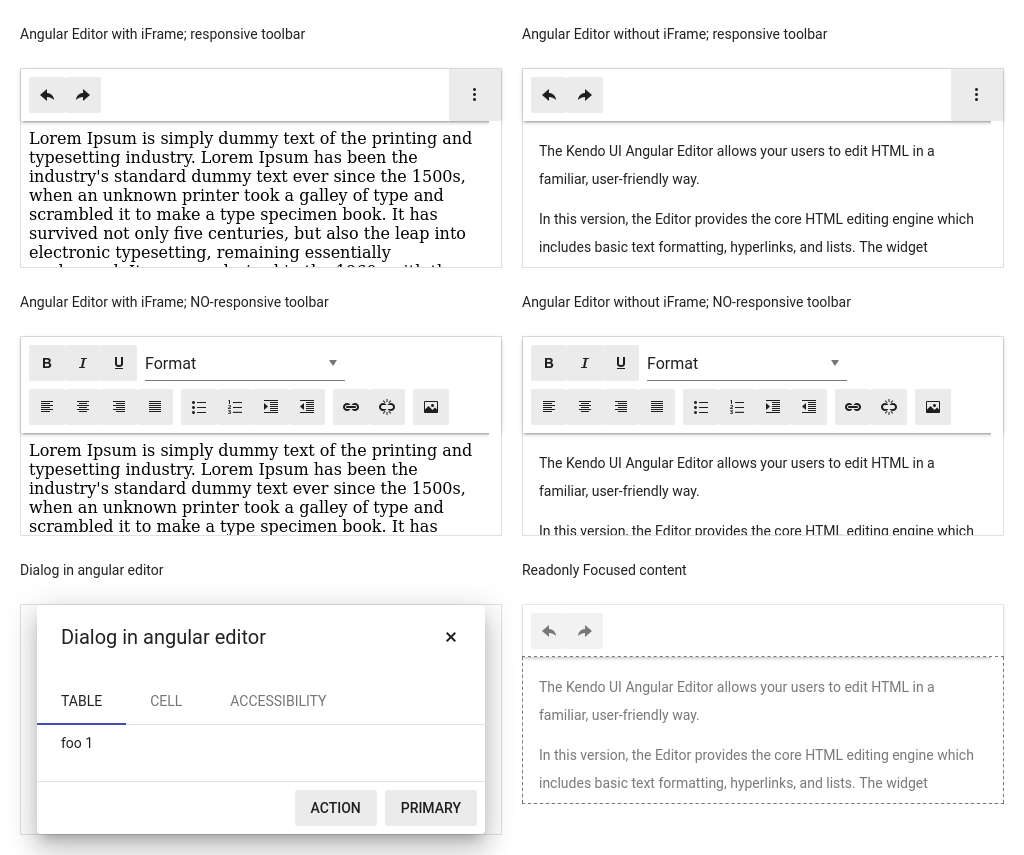 Angular Editor with iFrame; responsive toolbar
Lorem Ipsum is simply dummy text of the printing and
typesetting industry. Lorem Ipsum has been the
industry's standard dummy text ever since the 1500s,
when an unknown printer took a galley of type and
scrambled it to make a type specimen book. It has
survived not only five centuries, but also the leap into
electronic typesetting, remaining essentially
Angular Editor without iFrame; responsive toolbar
The Kendo UI Angular Editor allows your users to edit HTML in a
familiar, user-friendly way.
In this version, the Editor provides the core HTML editing engine which
includes basic text formatting, hyperlinks, and lists. The widget
Angular Editor with iFrame; NO-responsive toolbar
B I U Format
Lorem Ipsum is simply dummy text of the printing and
typesetting industry. Lorem Ipsum has been the
industry's standard dummy text ever since the 1500s,
when an unknown printer took a galley of type and
scrambled it to make a type specimen book. It has
Angular Editor without iFrame; NO-responsive toolbar
B I U Format
The Kendo UI Angular Editor allows your users to edit HTML in a
familiar, user-friendly way.
In this version, the Editor provides the core HTML editing engine which
Dialog in angular editor
Dialog in angular editor
TABLE CELL ACCESSIBILITY
foo 1
ACTION PRIMARY
Readonly Focused content
The Kendo UI Angular Editor allows your users to edit HTML in a
familiar, user-friendly way.
In this version, the Editor provides the core HTML editing engine which
includes basic text formatting, hyperlinks, and lists. The widget